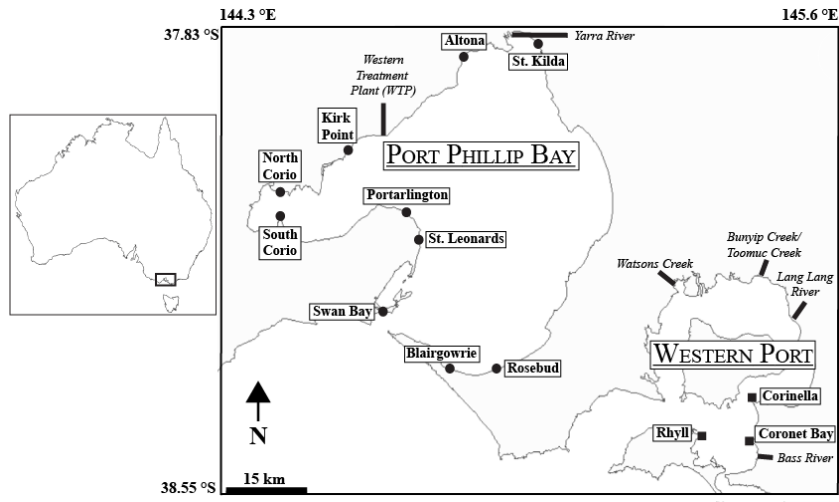 144.3 °E
145.6 °E
37.83 °S
Altona
Yarra River
St. Kilda
Western
Treatment
Plant (WTP)
Kirk
Point
PORT PHILLIP BAY
North
Corio
Portarlington
South
Corio
St. Leonards
Bunyip Creek/
Toomuc Creek
Watsons Creek
Lang Lang
River
Swan Bay
Blairgowrie
Rosebud
WESTERN PORT
Corinella
N
Rhyll
Coronet Bay
Bass River
38.55 °S
15 km